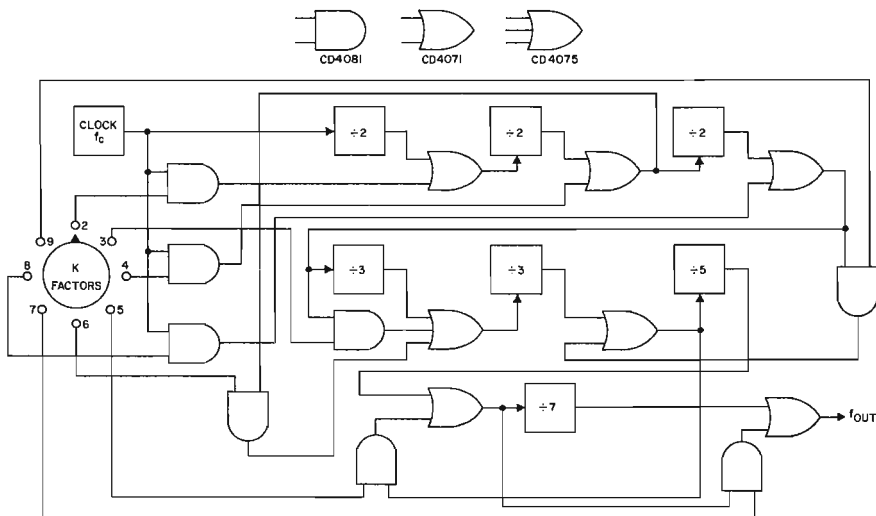 CD4081
CD4071
CD4075
CLOCK
fc
÷2
÷2
÷2
2
9
3
8
K
FACTORS
4
7
6
5
÷3
÷3
÷5
÷7
fOUT